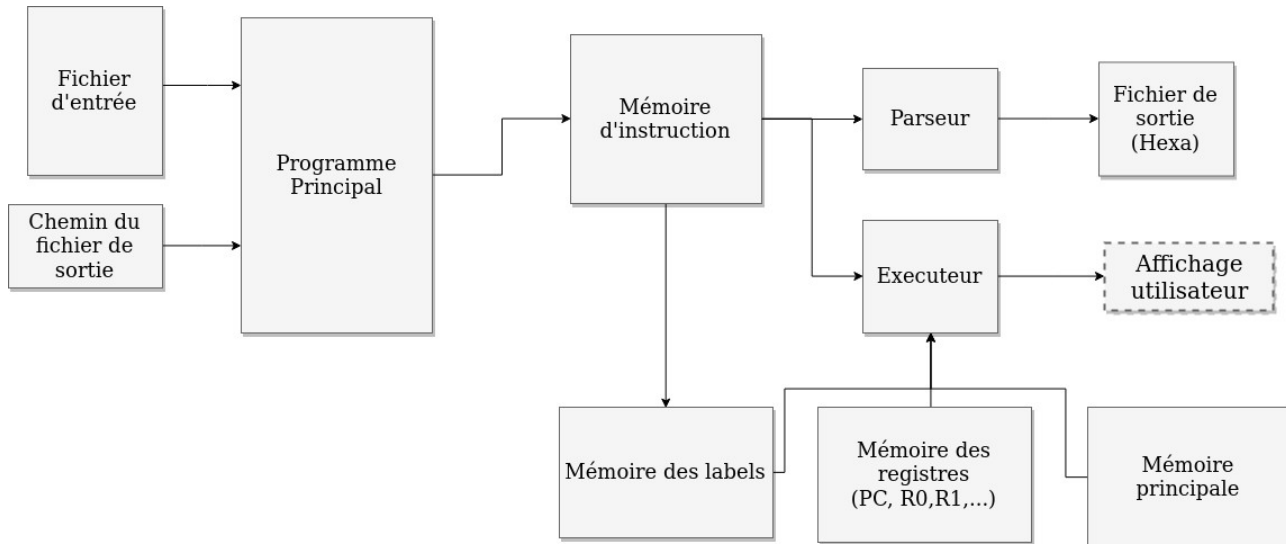 Fichier
d'entrée
Chemin du
fichier de
sortie
Programme
Principal
Mémoire
d'instruction
Parseur
Fichier de
sortie
(Hexa)
Executeur
Affichage
utilisateur
Mémoire des labels
Mémoire des
registres
(PC, R0,R1,...)
Mémoire
principale